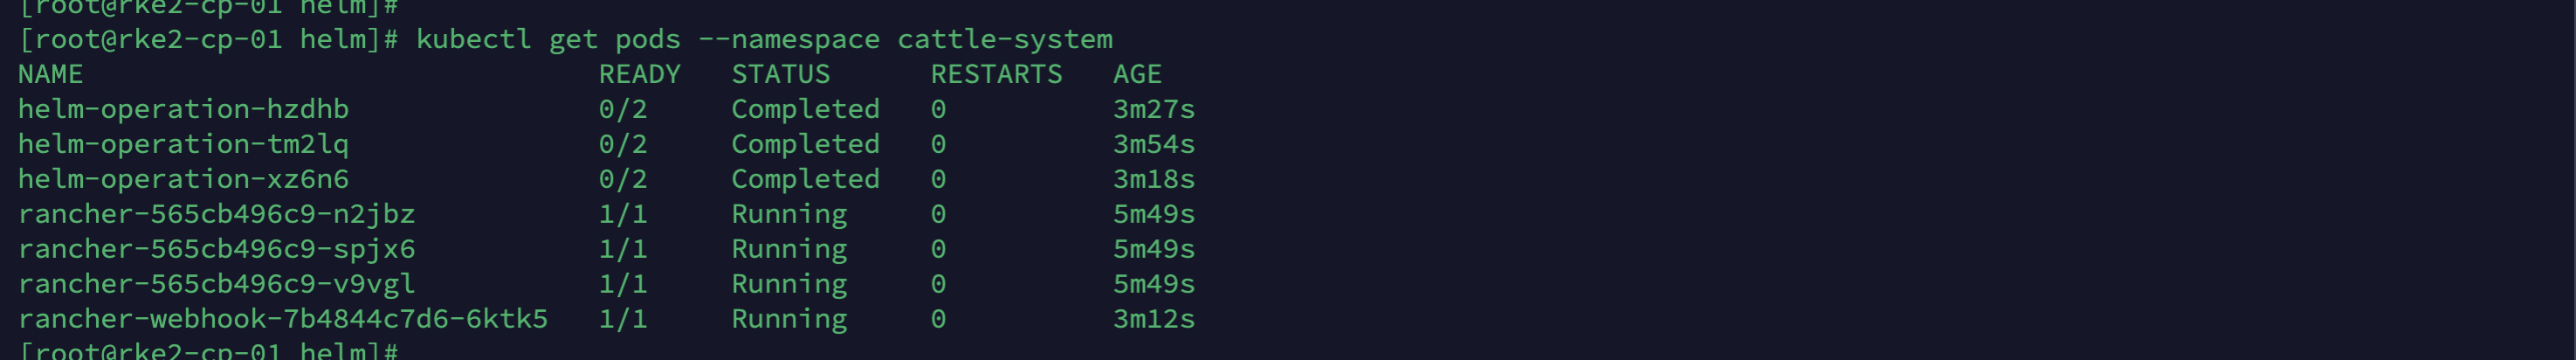 [root@rke2-cp-01 helm]#
[root@rke2-cp-01 helm]# kubectl get pods --namespace cattle-system
NAME                               READY   STATUS      RESTARTS   AGE
helm-operation-hzdhb               0/2     Completed   0          3m27s
helm-operation-tm2lq               0/2     Completed   0          3m54s
helm-operation-xz6n6               0/2     Completed   0          3m18s
rancher-565cb496c9-n2jbz           1/1     Running     0          5m49s
rancher-565cb496c9-spjx6           1/1     Running     0          5m49s
rancher-565cb496c9-v9vgl           1/1     Running     0          5m49s
rancher-webhook-7b4844c7d6-6ktk5   1/1     Running     0          3m12s
[root@rke2-cp-01 helm]#